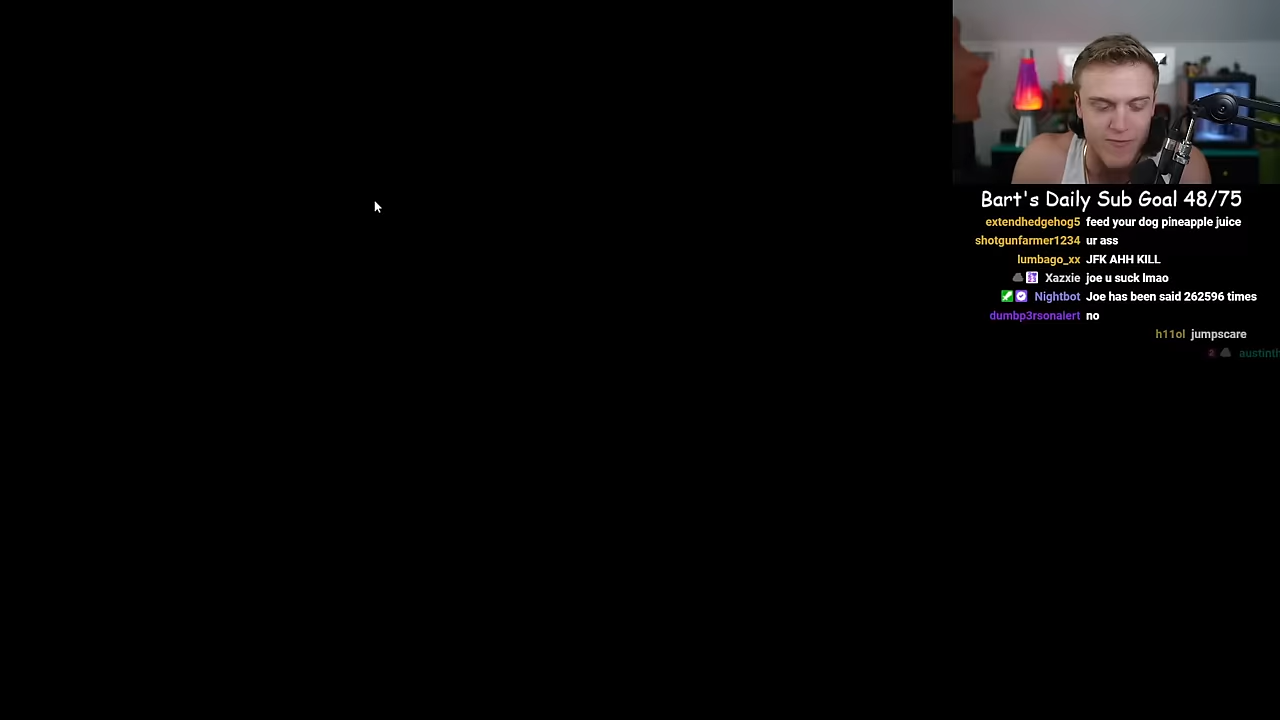 Bart's Daily Sub Goal 48/75
extendhedgehog5 feed your dog pineapple juice
shotgunfarmer1234 ur ass
lumbago_xx JFK AHH KILL
Xazxie joe u suck lmao
Nightbot Joe has been said 262596 times
dumbp3rsonalert no
h11ol jumpscare